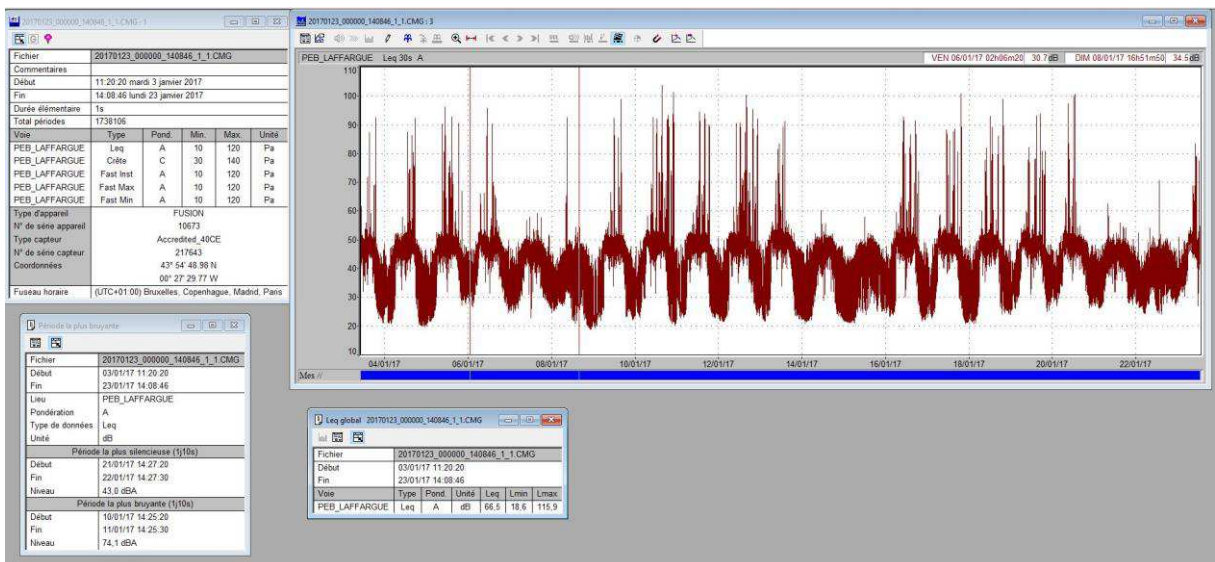 20170123_000000_140846_1_1.CMG : 1
Fichier 20170123_000000_140846_1_1.CMG
Commentaires
Début 11:20:20 mardi 3 janvier 2017
Fin 14:08:46 lundi 23 janvier 2017
Durée élémentaire 1s
Total périodes 1738106
Voie Type Pond. Min. Max. Unité
PEB_LAFFARGUE Leq A 10 120 Pa
PEB_LAFFARGUE Crête C 30 140 Pa
PEB_LAFFARGUE Fast Inst A 10 120 Pa
PEB_LAFFARGUE Fast Max A 10 120 Pa
PEB_LAFFARGUE Fast Min A 10 120 Pa
Type d'appareil FUSION
N° de série appareil 10673
Type capteur Accredited_40CE
N° de série capteur 217643
Coordonnées 43° 54' 48.98 N
00° 27' 29.77 W
Fuseau horaire (UTC+01:00) Bruxelles, Copenhague, Madrid, Paris
20170123_000000_140846_1_1.CMG : 3
PEB_LAFFARGUE Leq 30s A VEN 06/01/17 02h06m20 30.7dB DIM 08/01/17 16h51m50 34.5dB
110
100
90
80
70
60
50
40
30
20
10
04/01/17 06/01/17 08/01/17 10/01/17 12/01/17 14/01/17 16/01/17 18/01/17 20/01/17 22/01/17
Mes //
Période la plus bruyante
Fichier 20170123_000000_140846_1_1.CMG
Début 03/01/17 11:20:20
Fin 23/01/17 14:08:46
Lieu PEB_LAFFARGUE
Pondération A
Type de données Leq
Unité dB
Période la plus silencieuse (1j10s)
Début 21/01/17 14:27:20
Fin 22/01/17 14:27:30
Niveau 43,0 dBA
Période la plus bruyante (1j10s)
Début 10/01/17 14:25:20
Fin 11/01/17 14:25:30
Niveau 74,1 dBA
Leq global 20170123_000000_140846_1_1.CMG
Fichier 20170123_000000_140846_1_1.CMG
Début 03/01/17 11:20:20
Fin 23/01/17 14:08:46
Voie Type Pond. Unité Leq Lmin Lmax
PEB_LAFFARGUE Leq A dB 66,5 18,6 115,9